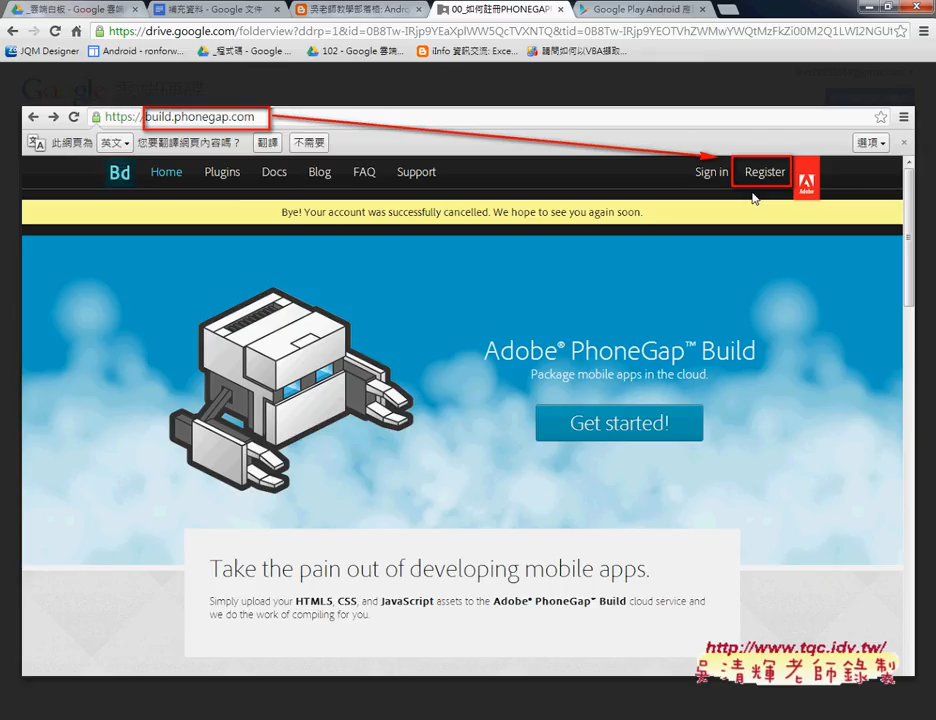 _雲端白板 - Google 雲端
補充資料 - Google 文件
吳老師教學部落格: Andro
00_如何註冊PHONEGAP
Google Play Android 應
https://drive.google.com/folderview?ddrp=1&id=0B8Tw-IRjp9YEaXplWW5QcTVXNTQ&tid=0B8Tw-IRjp9YEOTVhZWMwYWQtMzFkZi00M2Q1LWI2NGUt
JQM Designer
Android - ronforw...
_程式碼 - Google ...
102 - Google 雲端...
iInfo 資訊交流: Exce...
請問如何以VBA擷取...
https://build.phonegap.com
此網頁為 英文 您要翻譯網頁內容嗎？ 翻譯 不需要 選項
Bd Home Plugins Docs Blog FAQ Support Sign in Register
Adobe
Bye! Your account was successfully cancelled. We hope to see you again soon.
Adobe® PhoneGap™ Build
Package mobile apps in the cloud.
Get started!
Take the pain out of developing mobile apps.
Simply upload your HTML5, CSS, and JavaScript assets to the Adobe® PhoneGap™ Build cloud service and
we do the work of compiling for you.
http://www.tqc.idv.tw/
吳清輝老師錄製